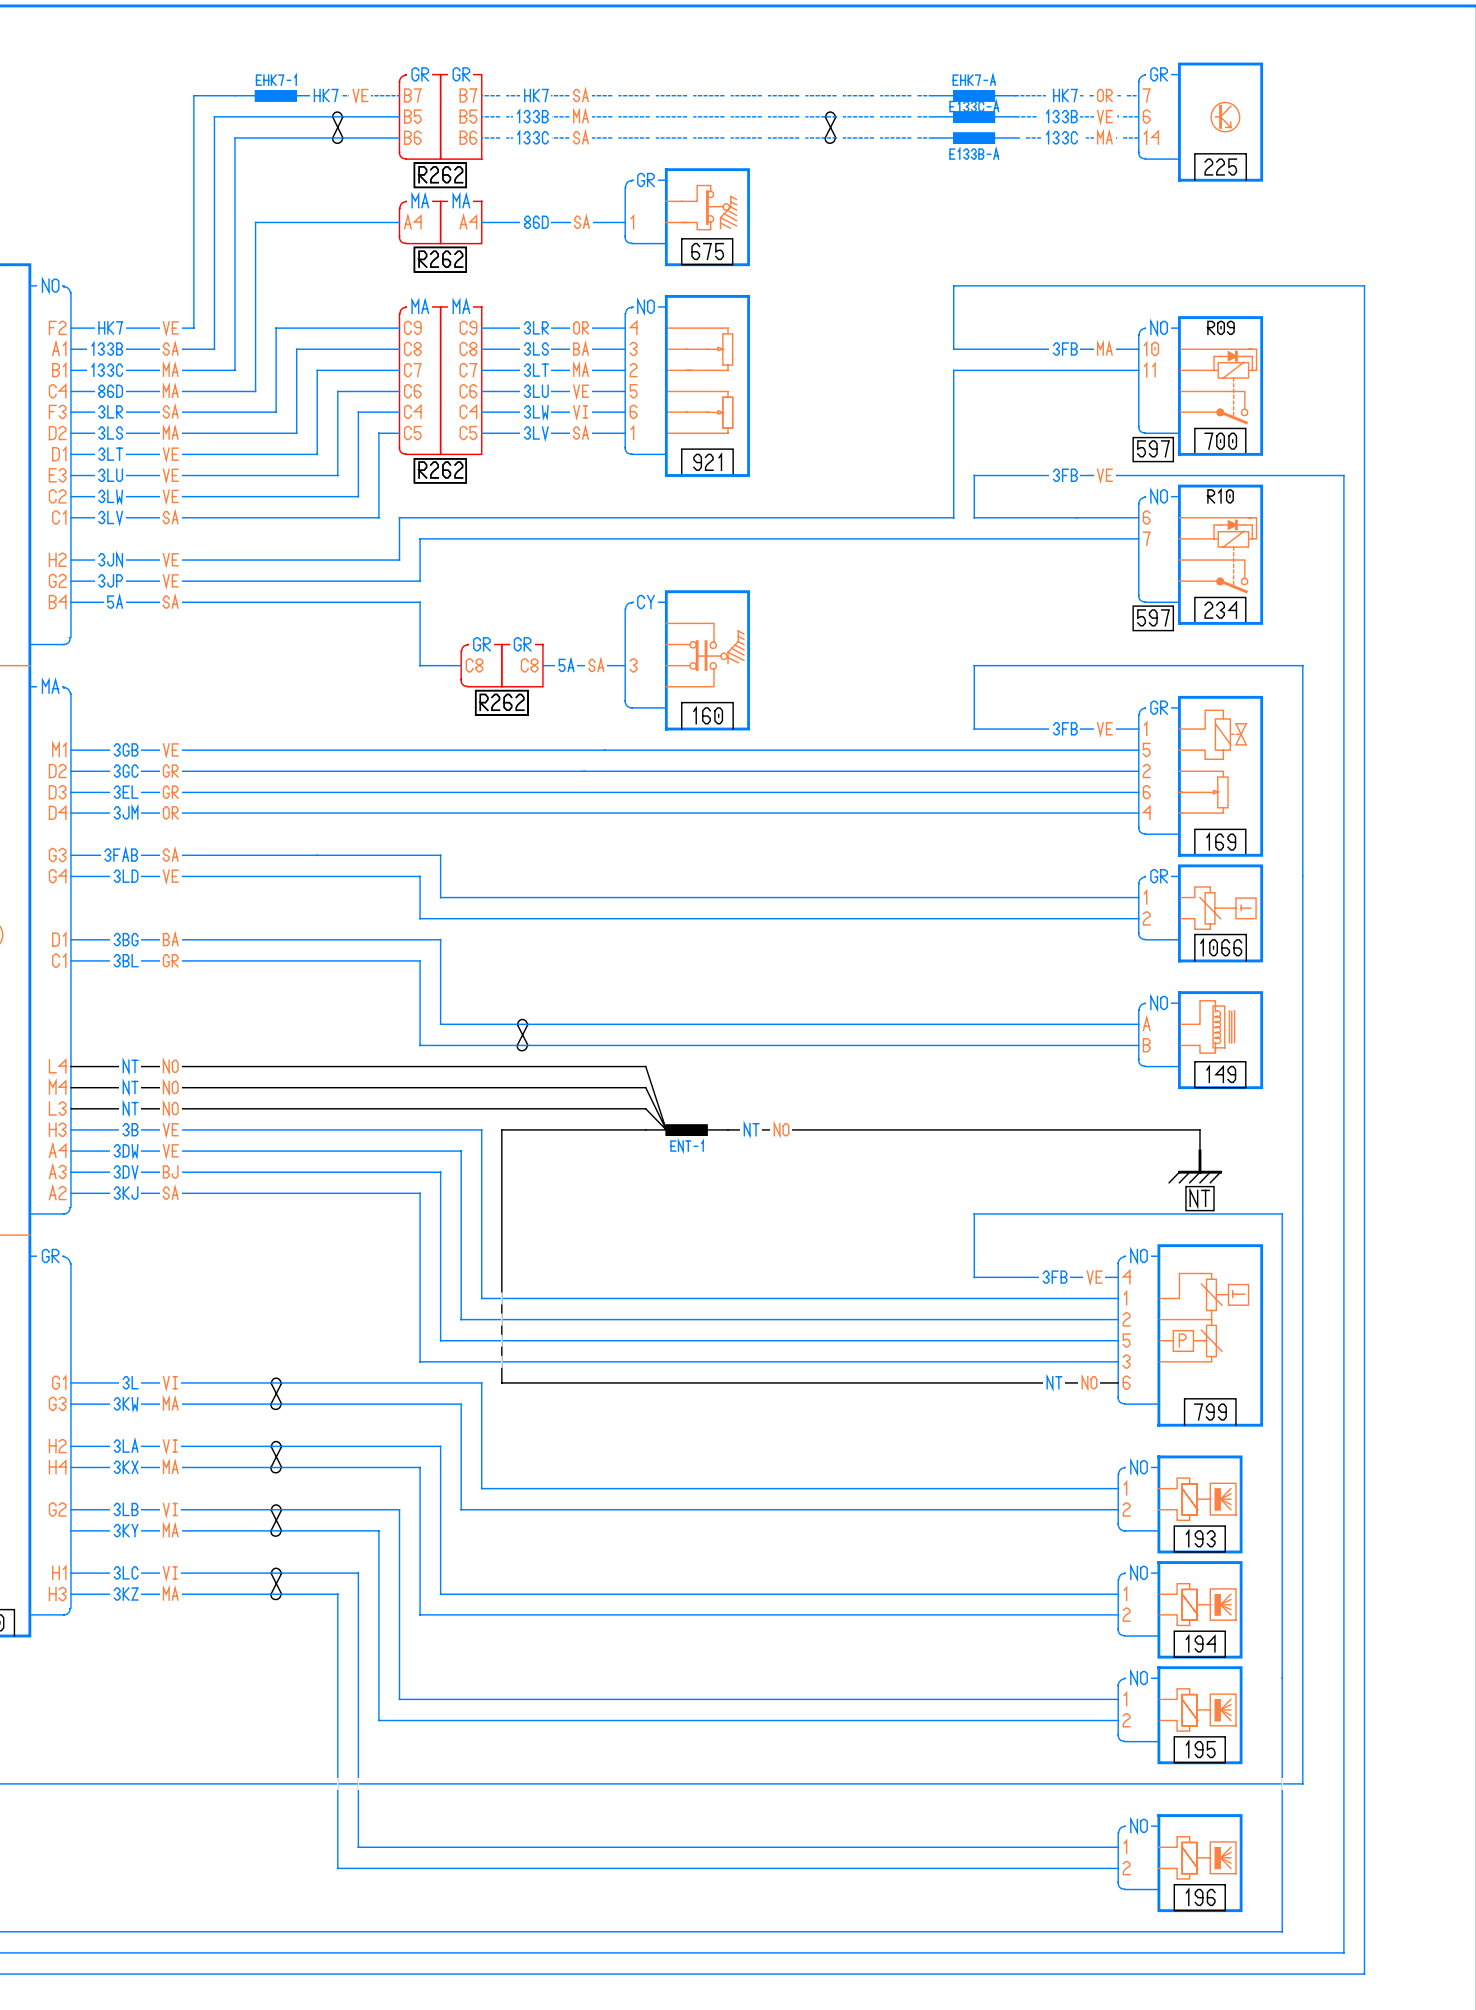 EHK7-1 GR GR EHK7-A GR
HK7 VE B7 B7 HK7 SA HK7 OR 7
E133C-A
B5 B5 133B MA 133B VE 6
B6 B6 133C SA 133C MA 14
E133B-A
R262 225
MA MA GR
A4 A4 86D SA 1
R262 675
NO
MA MA NO
F2 HK7 VE C9 C9 3LR OR 4 NO R09
A1 133B SA C8 C8 3LS BA 3 3FB MA 10
B1 133C MA C7 C7 3LT MA 2 11
C4 86D MA C6 C6 3LU VE 5
F3 3LR SA C4 C4 3LW VI 6
D2 3LS MA C5 C5 3LV SA 1
700
597
D1 3LT VE
R262 921
E3 3LU VE 3FB VE
C2 3LW VE NO R10
C1 3LV SA 6
7
H2 3JN VE
G2 3JP VE
B4 5A SA CY
234
597
GR GR
C8 C8 5A SA 3
MA
R262 160
GR
3FB VE 1
M1 3GB VE 5
D2 3GC GR 2
D3 3EL GR 6
D4 3JM OR 4
169
G3 3FAB SA
G4 3LD VE GR
1
2
D1 3BG BA
1066
C1 3BL GR
NO
A
B
L4 NT NO
149
M4 NT NO
L3 NT NO
H3 3B VE NT NO
ENT-1
A4 3DW VE
A3 3DV BJ
A2 3KJ SA
NT
GR NO
3FB VE 4
1
T
2
5 P
3
G1 3L VI NT NO 6
G3 3KW MA
799
H2 3LA VI
H4 3KX MA NO
1
G2 3LB VI 2
3KY MA
193
H1 3LC VI NO
H3 3KZ MA 1
2
194
NO
1
2
195
NO
1
2
196